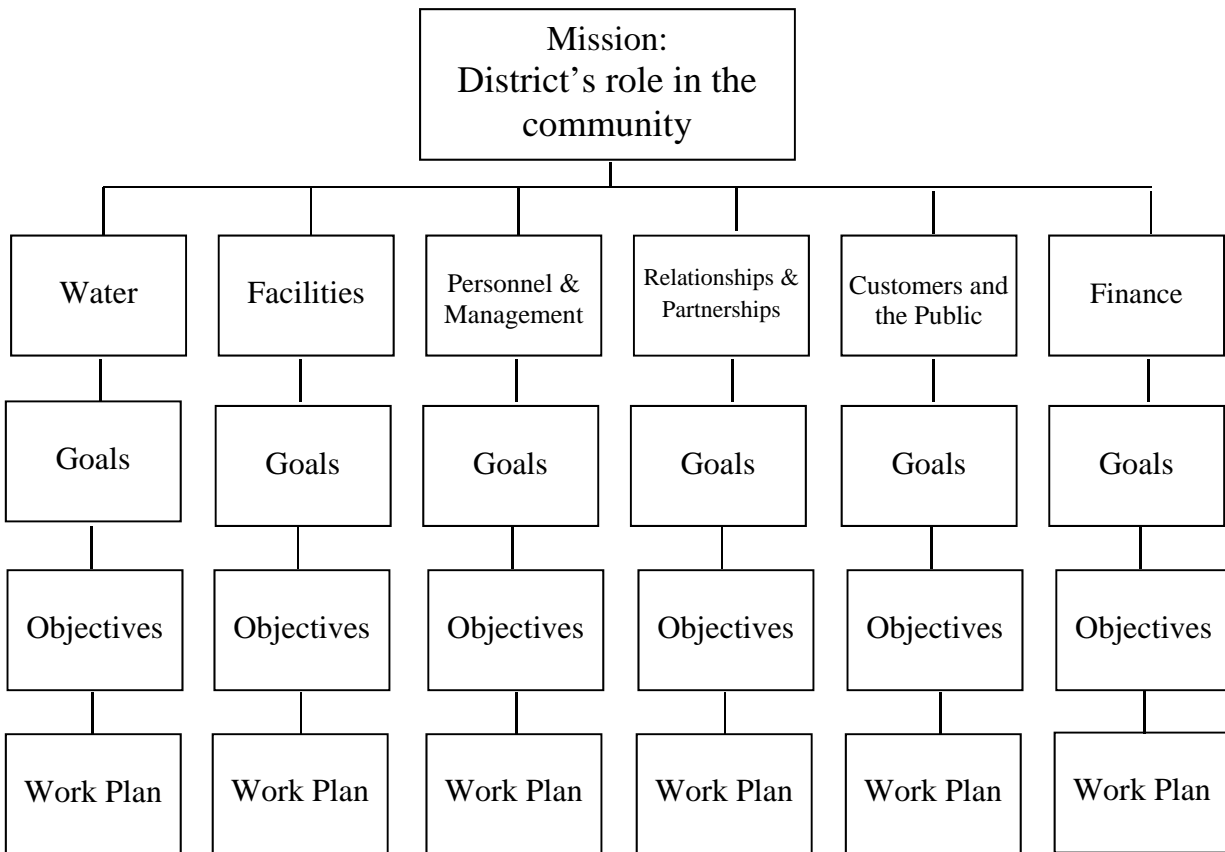 Mission:
District’s role in the
community
Water
Facilities
Personnel &
Management
Relationships &
Partnerships
Customers and
the Public
Finance
Goals
Goals
Goals
Goals
Goals
Goals
Objectives
Objectives
Objectives
Objectives
Objectives
Objectives
Work Plan
Work Plan
Work Plan
Work Plan
Work Plan
Work Plan